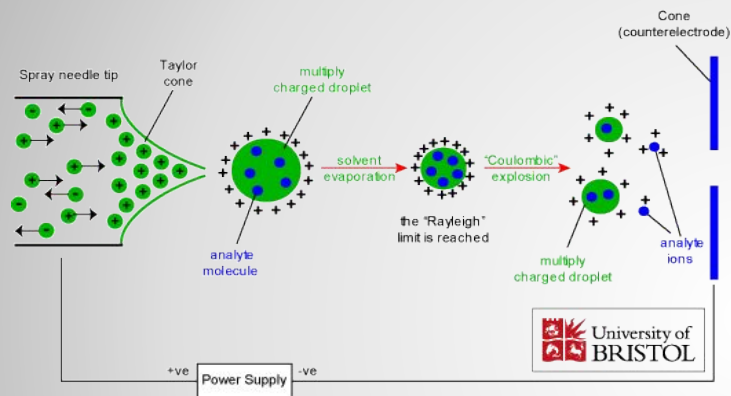 Cone
(counterelectrode)
Spray needle tip
Taylor
cone
multiply
charged droplet
solvent
evaporation
"Coulombic"
explosion
the "Rayleigh"
limit is reached
analyte
molecule
multiply
charged droplet
analyte
ions
University of
BRISTOL
+ve
Power Supply
-ve